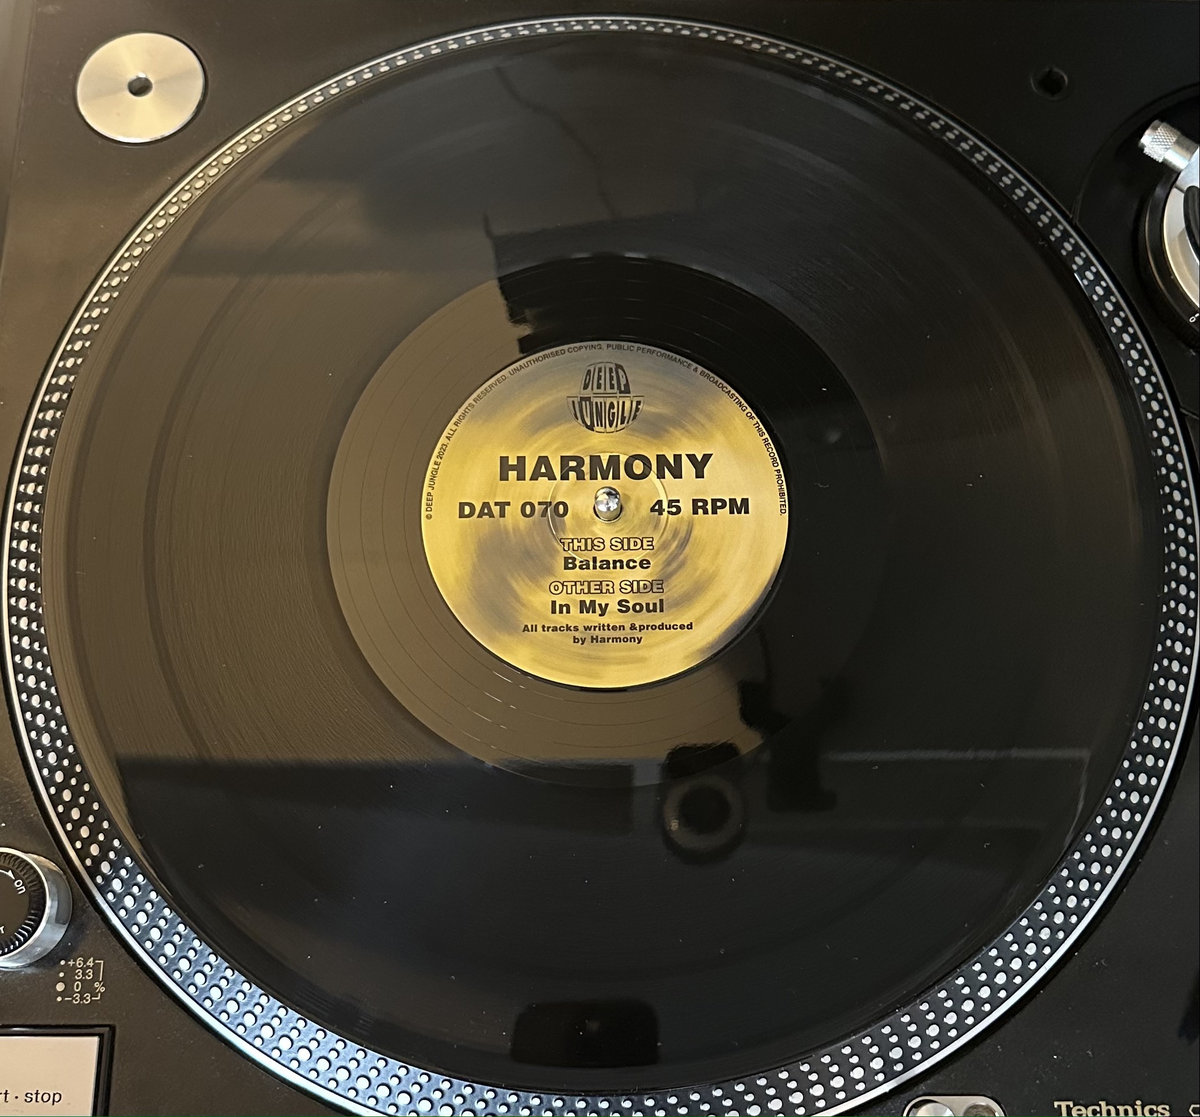 © DEEP JUNGLE 2023. ALL RIGHTS RESERVED. UNAUTHORISED COPYING, PUBLIC PERFORMANCE & BROADCASTING OF THIS RECORD PROHIBITED.
DEEP
JUNGLE
HARMONY
DAT 070 45 RPM
THIS SIDE
Balance
OTHER SIDE
In My Soul
All tracks written &produced
by Harmony
on
+6.4
3.3
0 %
−3.3
stop
Technics